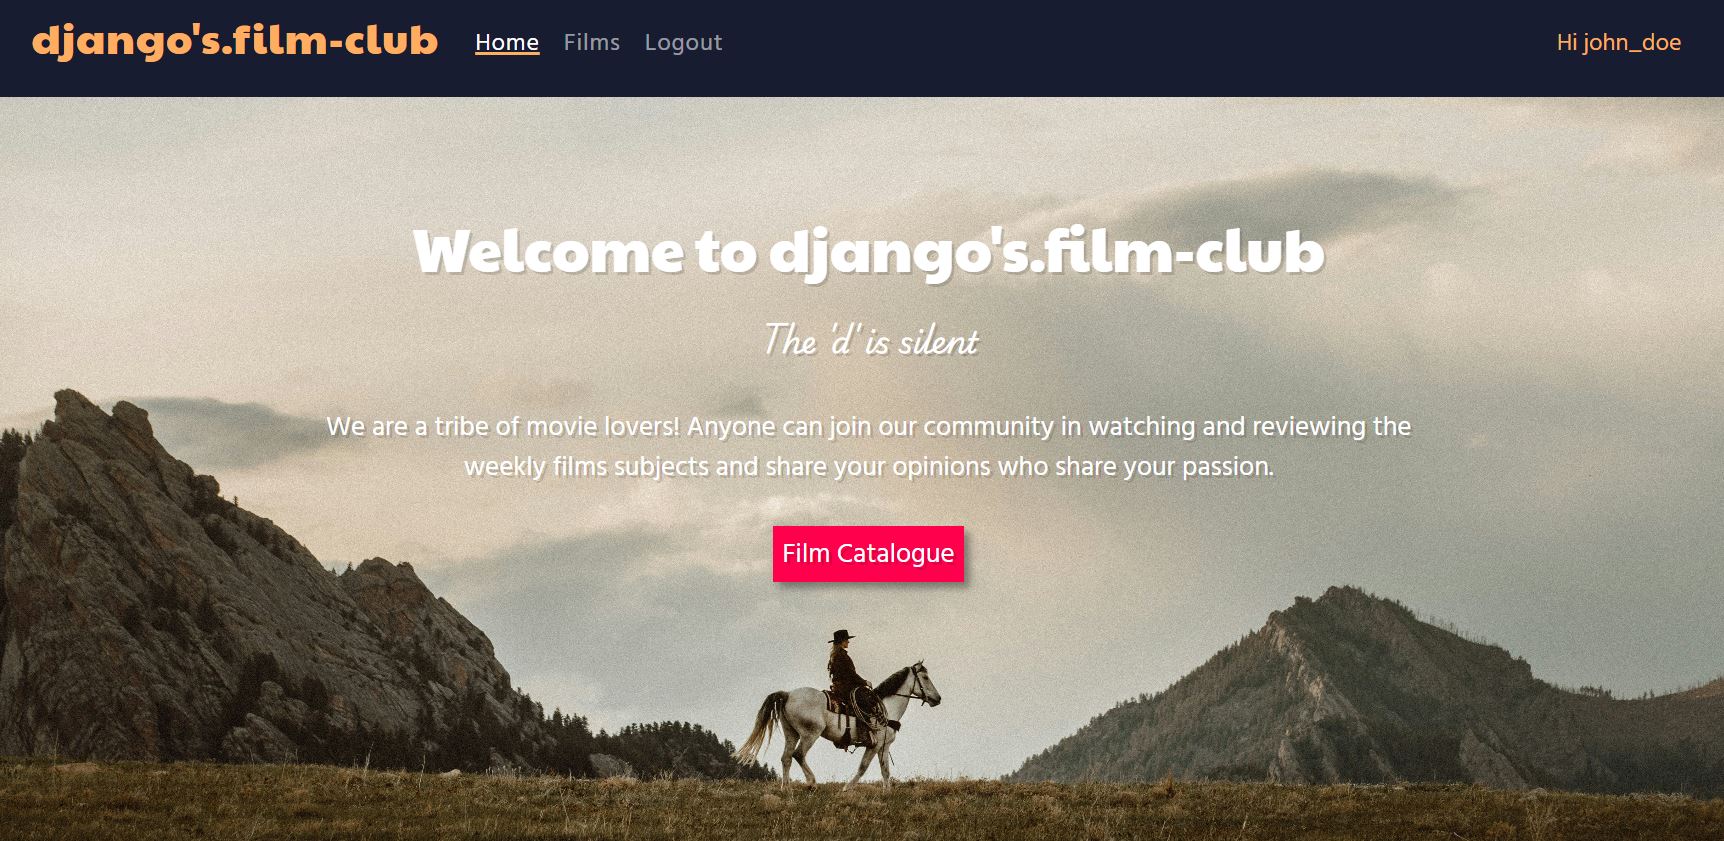 django's.film-club Home Films Logout Hi john_doe
Welcome to django's.film-club
The 'd' is silent
We are a tribe of movie lovers! Anyone can join our community in watching and reviewing the
weekly films subjects and share your opinions who share your passion.
Film Catalogue